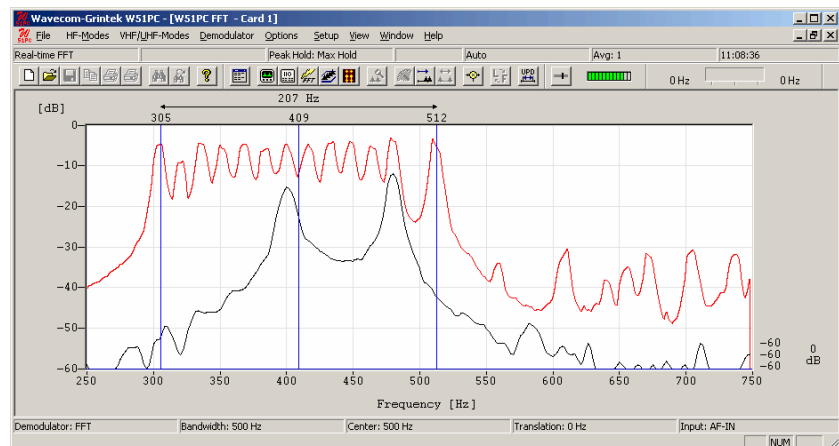 Wavecom-Grintek W51PC - [W51PC FFT - Card 1]
File HF-Modes VHF/UHF-Modes Demodulator Options Setup View Window Help
Real-time FFT Peak Hold: Max Hold Auto Avg: 1 11:08:36
UPD 0 Hz 0 Hz
[dB] 207 Hz
305 409 512
0
-10
-20
-30
-40
-50
-60
-60 0
-60 dB
-60
250 300 350 400 450 500 550 600 650 700 750
Frequency [Hz]
Demodulator: FFT Bandwidth: 500 Hz Center: 500 Hz Translation: 0 Hz Input: AF-IN
NUM